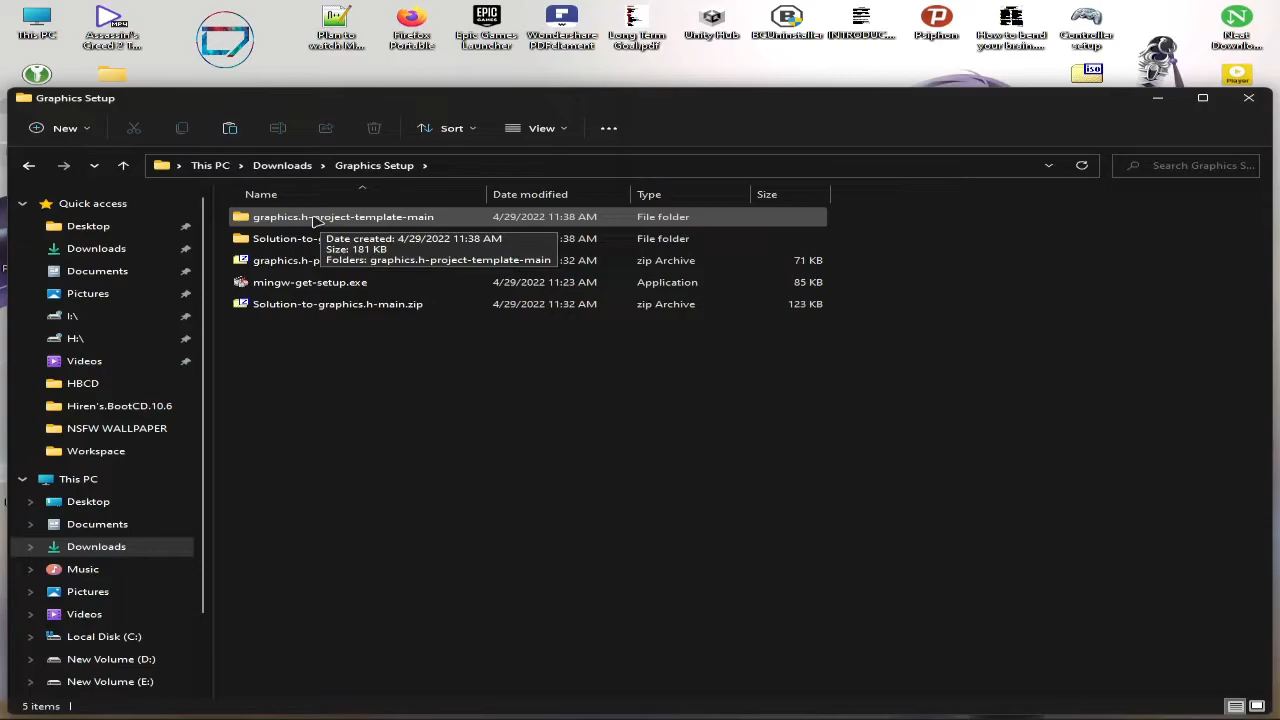 This PC
Assassin's
Creed ? T...
Plan to
watch Mi...
Firefox
Portable
Epic Games
Launcher
Wondershare
PDFelement
Long Term
Goal.pdf
Unity Hub
BCUninstaller
INTRODUC...
Psiphon
How to bend
your brain....
Controller
setup
Neat
Downlo...
MP4
EPIC
GAMES
iso
Player
Graphics Setup
New
Sort
View
This PC
Downloads
Graphics Setup
Search Graphics S...
Name
Date modified
Type
Size
graphics.h-project-template-main
4/29/2022 11:38 AM
File folder
Solution-to-g
:38 AM
File folder
graphics.h-p
:32 AM
zip Archive
71 KB
Date created: 4/29/2022 11:38 AM
Size: 181 KB
Folders: graphics.h-project-template-main
mingw-get-setup.exe
4/29/2022 11:23 AM
Application
85 KB
Solution-to-graphics.h-main.zip
4/29/2022 11:32 AM
zip Archive
123 KB
Quick access
Desktop
Downloads
Documents
Pictures
I:\
H:\
Videos
HBCD
Hiren's.BootCD.10.6
NSFW WALLPAPER
Workspace
This PC
Desktop
Documents
Downloads
Music
Pictures
Videos
Local Disk (C:)
New Volume (D:)
New Volume (E:)
5 items